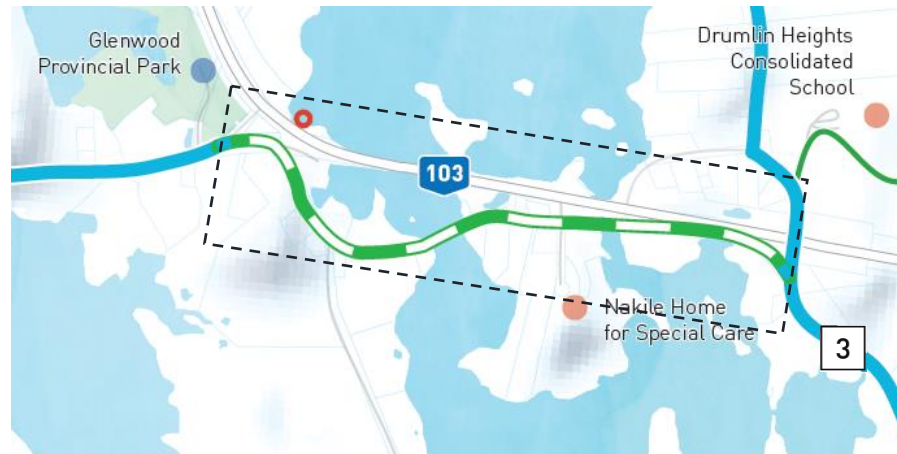 Glenwood
Provincial Park
Drumlin Heights
Consolidated
School
103
Nakile Home
for Special Care
3